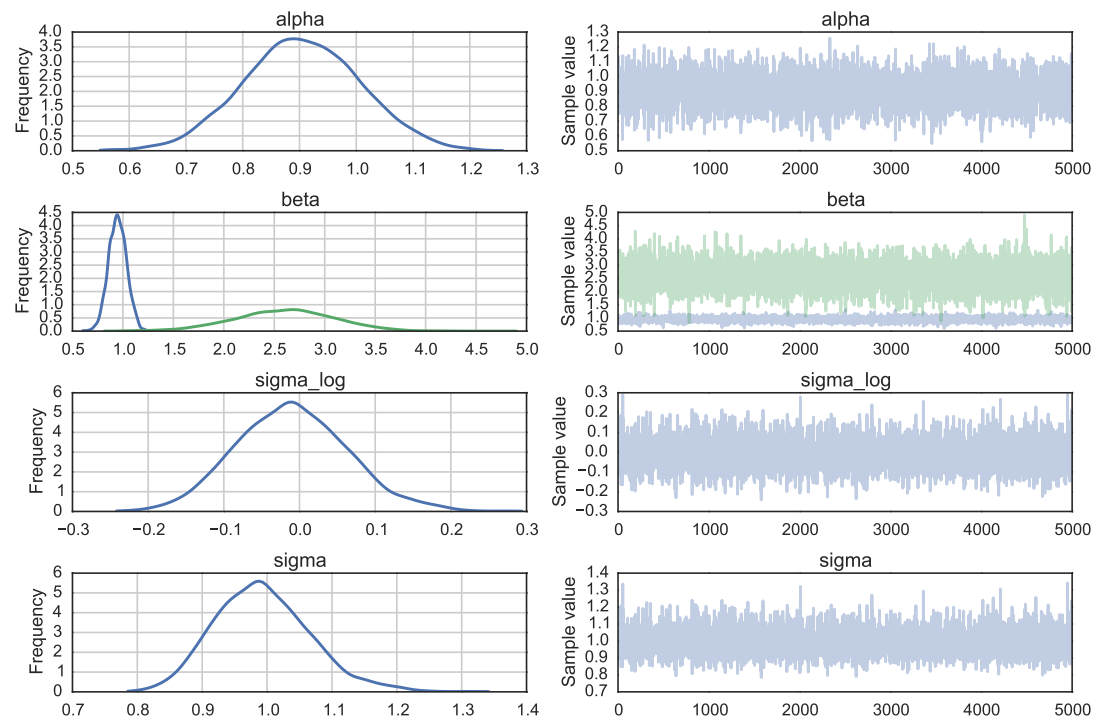 alpha
Frequency
4.0
3.5
3.0
2.5
2.0
1.5
1.0
0.5
0.0
0.5 0.6 0.7 0.8 0.9 1.0 1.1 1.2 1.3
alpha
Sample value
1.3
1.2
1.1
1.0
0.9
0.8
0.7
0.6
0.5
0 1000 2000 3000 4000 5000
beta
Frequency
4.5
4.0
3.5
3.0
2.5
2.0
1.5
1.0
0.5
0.0
0.5 1.0 1.5 2.0 2.5 3.0 3.5 4.0 4.5 5.0
beta
Sample value
5.0
4.5
4.0
3.5
3.0
2.5
2.0
1.5
1.0
0.5
0 1000 2000 3000 4000 5000
sigma_log
Frequency
6
5
4
3
2
1
0
−0.3 −0.2 −0.1 0.0 0.1 0.2 0.3
sigma_log
Sample value
0.3
0.2
0.1
0.0
−0.1
−0.2
−0.3
0 1000 2000 3000 4000 5000
sigma
Frequency
6
5
4
3
2
1
0
0.7 0.8 0.9 1.0 1.1 1.2 1.3 1.4
sigma
Sample value
1.4
1.3
1.2
1.1
1.0
0.9
0.8
0.7
0 1000 2000 3000 4000 5000